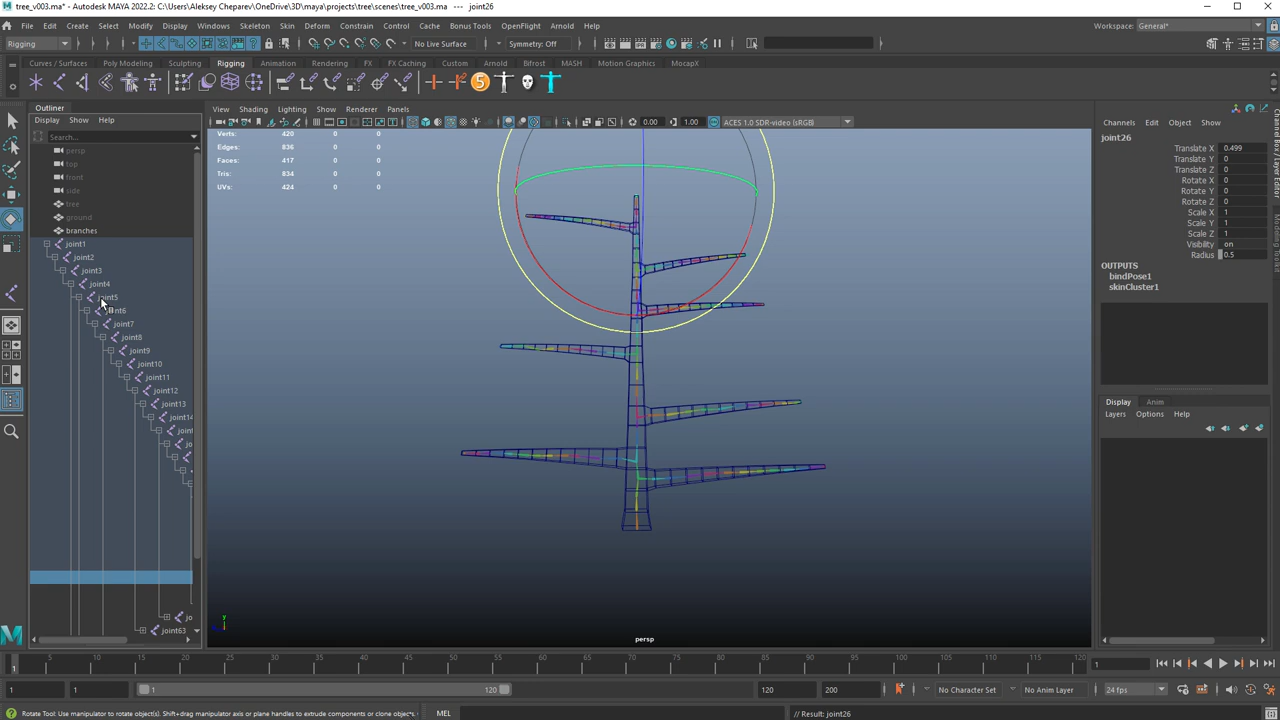 tree_v003.ma* - Autodesk MAYA 2022.2: C:\Users\Aleksey Cheparev\OneDrive\3D\maya\projects\tree\scenes\tree_v003.ma --- joint26
File Edit Create Select Modify Display Windows Skeleton Skin Deform Constrain Control Cache Bonus Tools OpenFlight Arnold Help Workspace: General*
Rigging No Live Surface Symmetry: Off
Curves / Surfaces Poly Modeling Sculpting Rigging Animation Rendering FX FX Caching Custom Arnold Bifrost MASH Motion Graphics MocapX
Outliner
Display Show Help
Search...
persp
top
front
side
tree
ground
branches
joint1
joint2
joint3
joint4
joint5
joint7
joint8
joint9
joint10
joint11
joint12
joint13
joint14
joint63
View Shading Lighting Show Renderer Panels
0.00 1.00 ACES 1.0 SDR-video (sRGB)
Verts: 420 0 0
Edges: 836 0 0
Faces: 417 0 0
Tris: 834 0 0
UVs: 424 0 0
y
persp
Channels Edit Object Show
joint26
Translate X 0.499
Translate Y 0
Translate Z 0
Rotate X 0
Rotate Y 0
Rotate Z 0
Scale X 1
Scale Y 1
Scale Z 1
Visibility on
Radius 0.5
OUTPUTS
bindPose1
skinCluster1
Display Anim
Layers Options Help
Channel Box / Layer Editor
Modeling Toolkit
1 5 10 15 20 25 30 35 40 45 50 55 60 65 70 75 80 85 90 95 100 105 110 115 120 1
1 1 1 120 120 200 No Character Set No Anim Layer 24 fps
Rotate Tool: Use manipulator to rotate object(s). Shift+drag manipulator axis or plane handles to extrude components or clone objects. MEL // Result: joint26